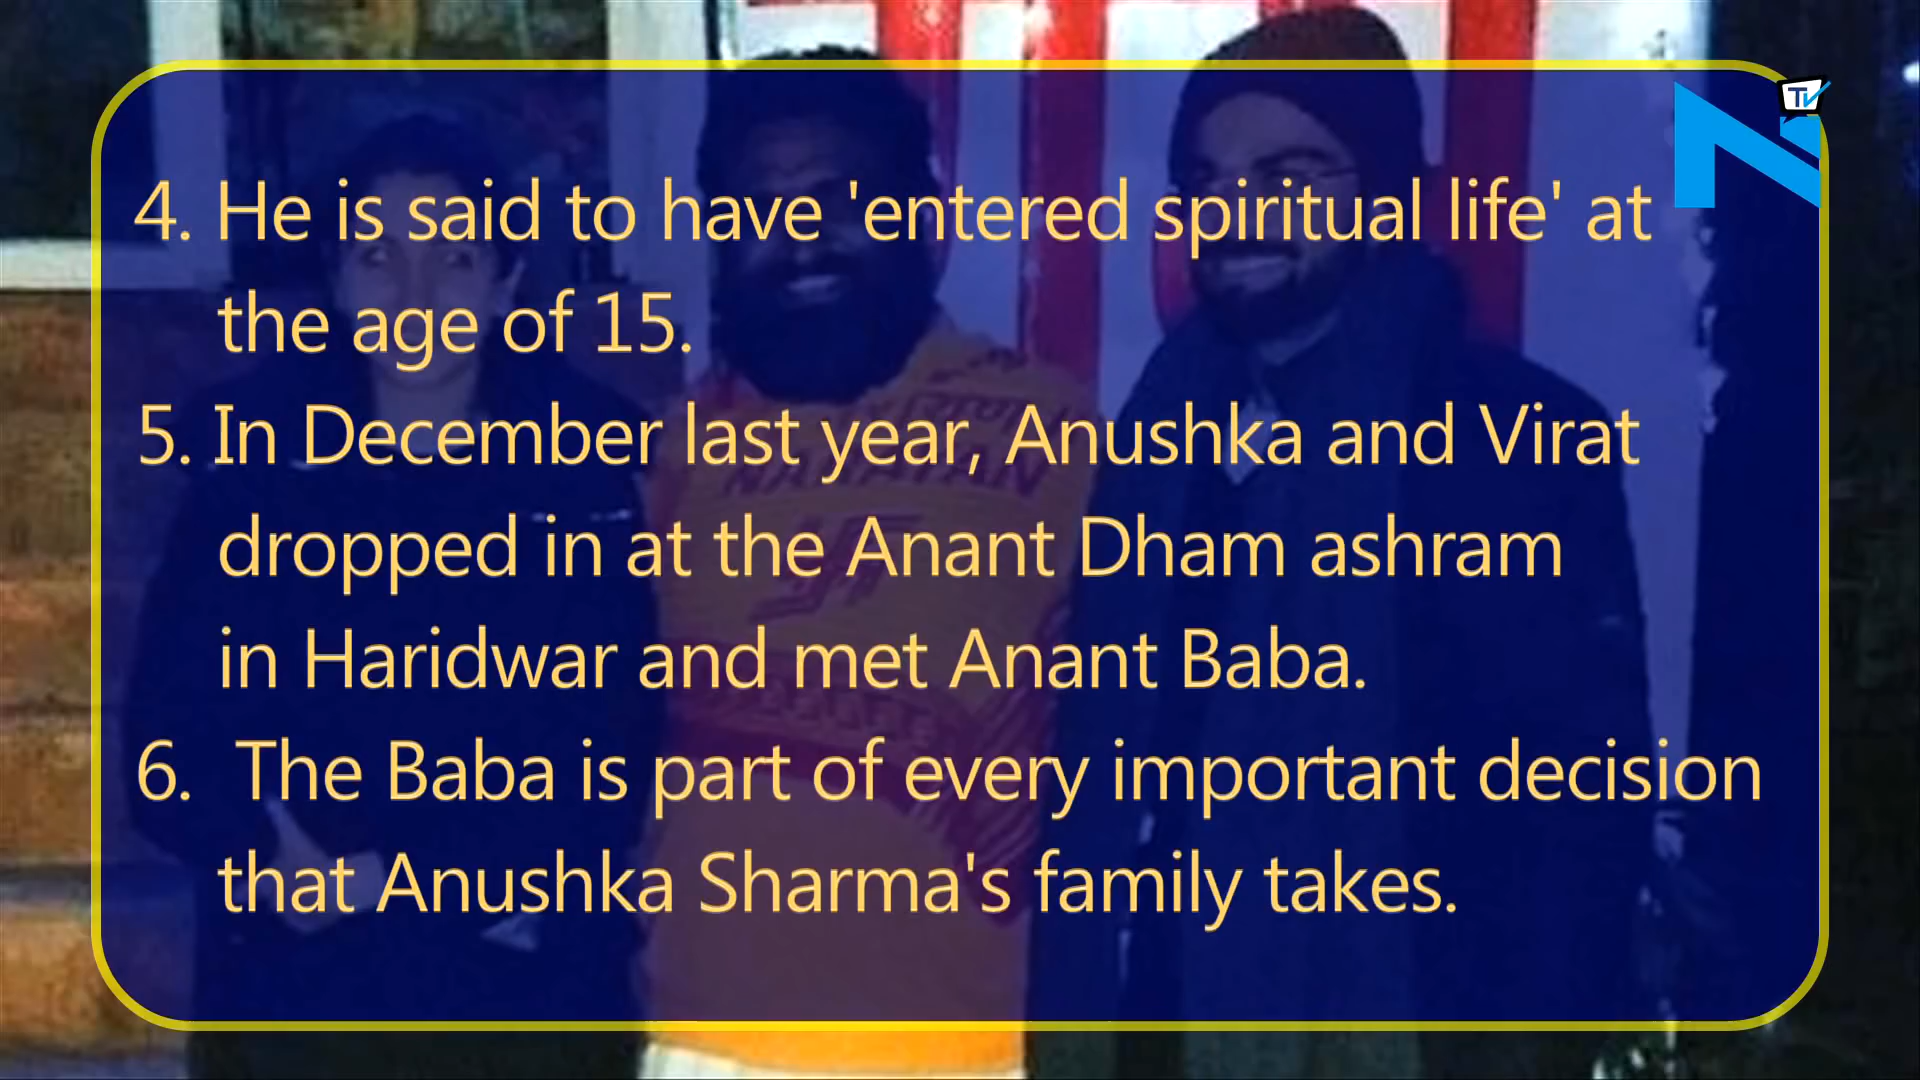 TV
4. He is said to have 'entered spiritual life' at
the age of 15.
5. In December last year, Anushka and Virat
dropped in at the Anant Dham ashram
in Haridwar and met Anant Baba.
6. The Baba is part of every important decision
that Anushka Sharma's family takes.